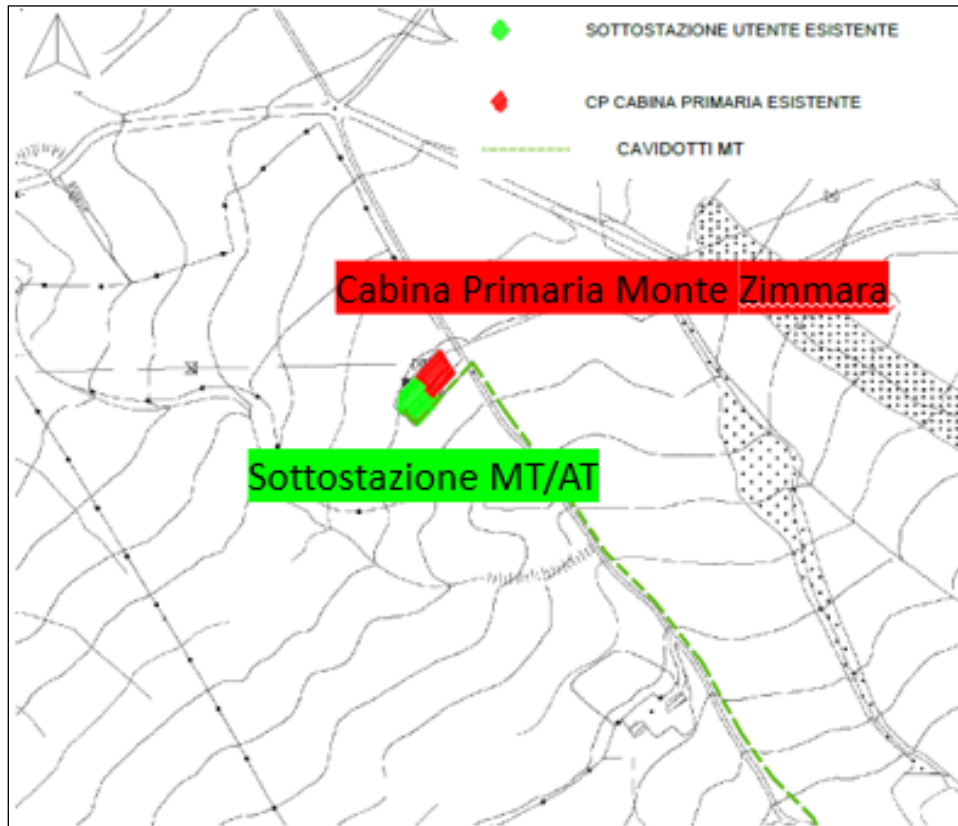 SOTTOSTAZIONE UTENTE ESISTENTE
CP CABINA PRIMARIA ESISTENTE
CAVIDOTTI MT
Cabina Primaria Monte Zimmara
Sottostazione MT/AT